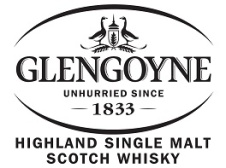 GLENGOYNE
UNHURRIED SINCE
1833
HIGHLAND SINGLE MALT
SCOTCH WHISKY